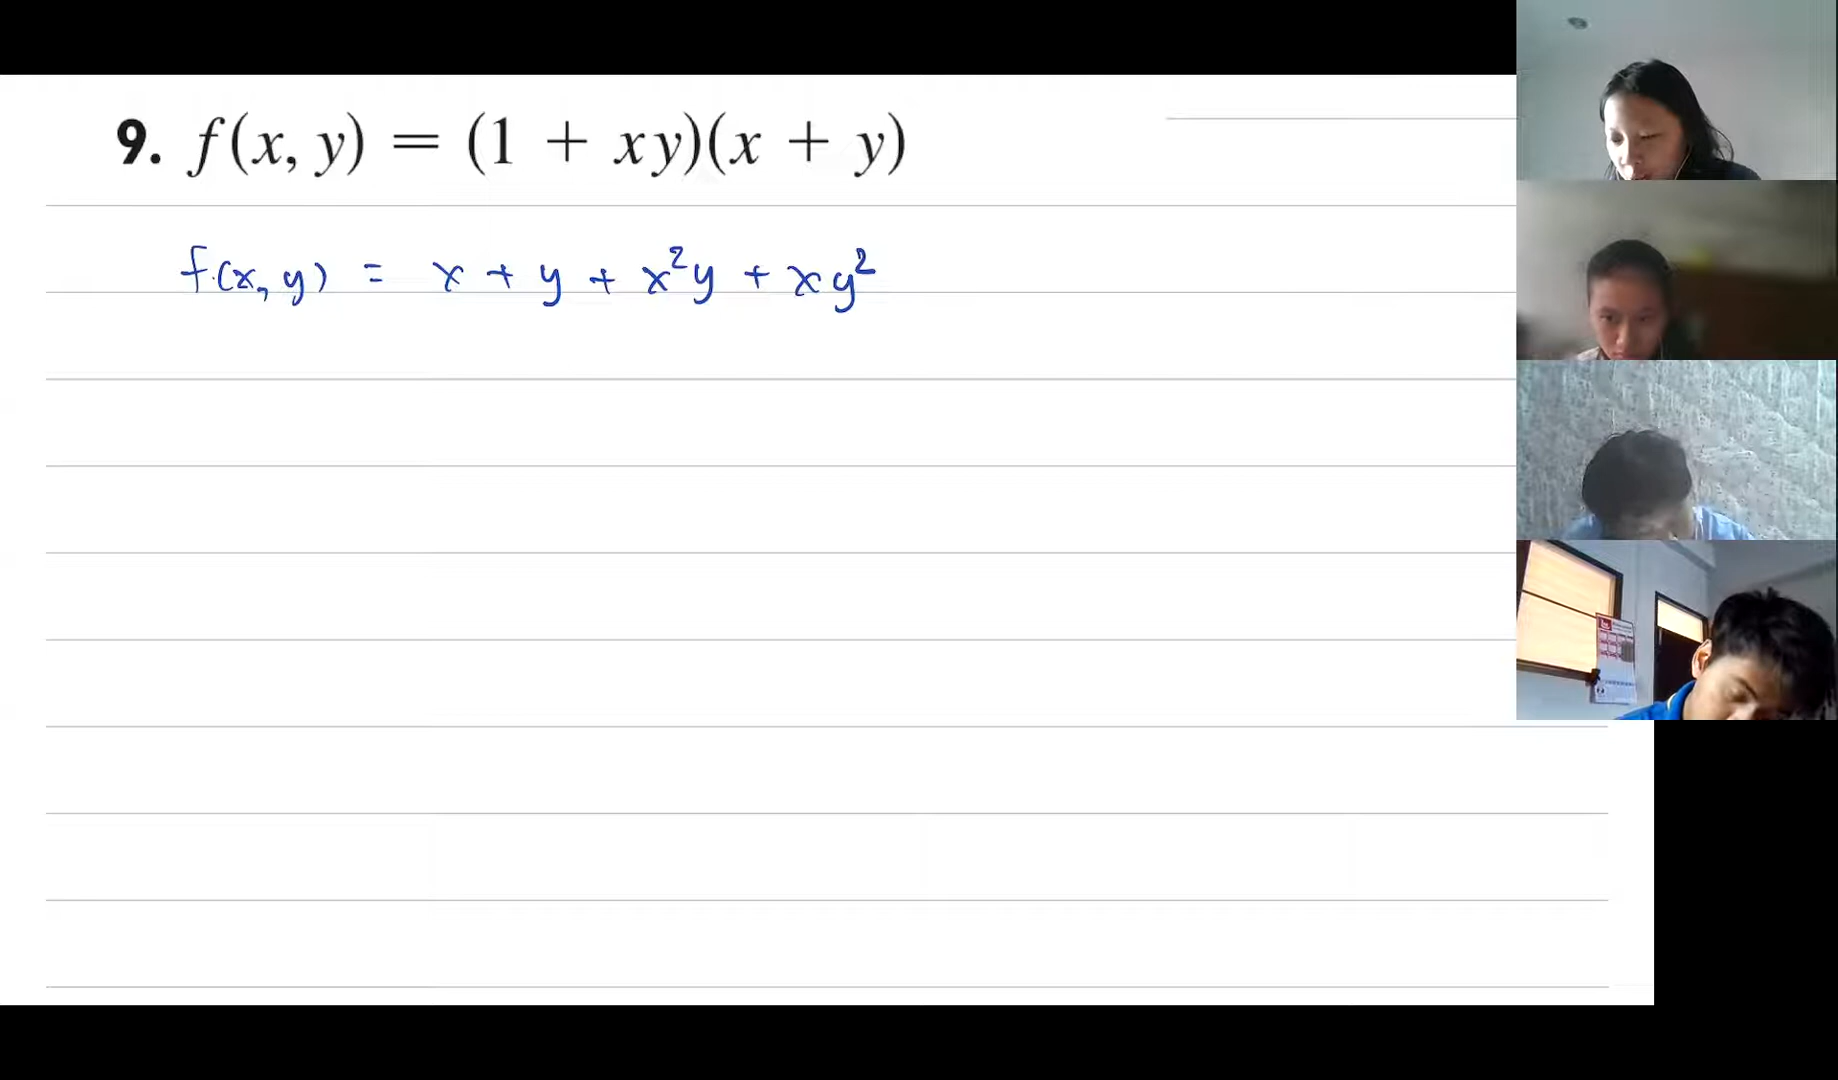 9. f(x, y) = (1 + xy)(x + y)
f(x, y) = x + y + x²y + xy²